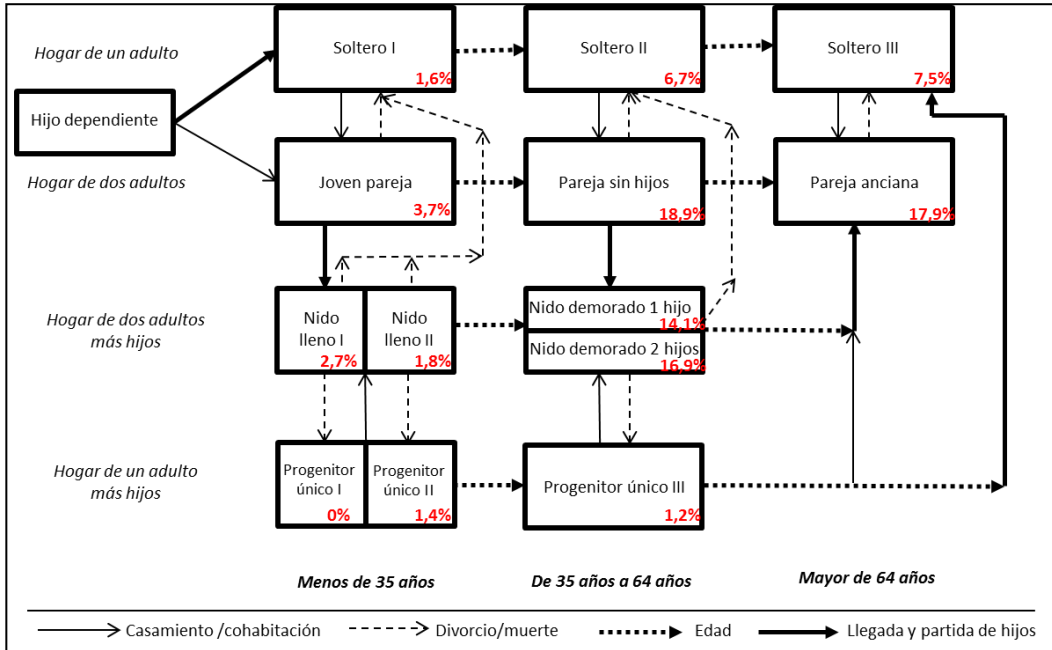 Hogar de un adulto
Soltero I
1,6%
Soltero II
6,7%
Soltero III
7,5%
Hijo dependiente
Hogar de dos adultos
Joven pareja
3,7%
Pareja sin hijos
18,9%
Pareja anciana
17,9%
Hogar de dos adultos
más hijos
Nido
lleno I
2,7%
Nido
lleno II
1,8%
Nido demorado 1 hijo
14,1%
Nido demorado 2 hijos
16,9%
Hogar de un adulto
más hijos
Progenitor
único I
0%
Progenitor
único II
1,4%
Progenitor único III
1,2%
Menos de 35 años
De 35 años a 64 años
Mayor de 64 años
Casamiento /cohabitación
Divorcio/muerte
Edad
Llegada y partida de hijos